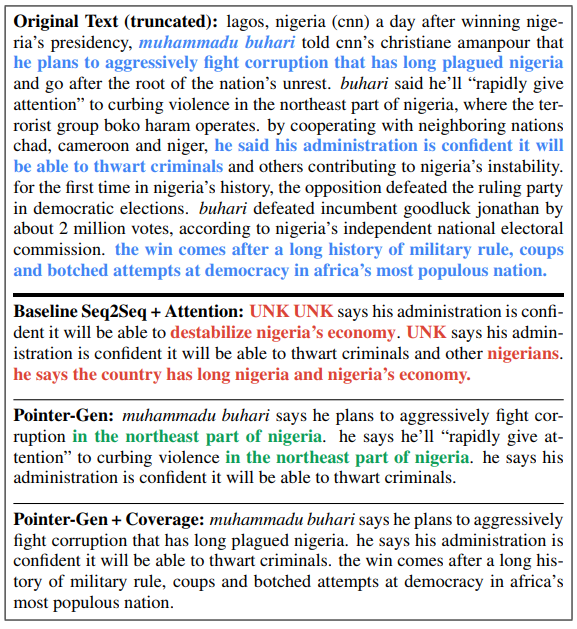 Original Text (truncated): lagos, nigeria (cnn) a day after winning nige-
ria's presidency, muhammadu buhari told cnn's christiane amanpour that
he plans to aggressively fight corruption that has long plagued nigeria
and go after the root of the nation's unrest. buhari said he'll "rapidly give
attention" to curbing violence in the northeast part of nigeria, where the ter-
rorist group boko haram operates. by cooperating with neighboring nations
chad, cameroon and niger, he said his administration is confident it will
be able to thwart criminals and others contributing to nigeria's instability.
for the first time in nigeria's history, the opposition defeated the ruling party
in democratic elections. buhari defeated incumbent goodluck jonathan by
about 2 million votes, according to nigeria's independent national electoral
commission. the win comes after a long history of military rule, coups
and botched attempts at democracy in africa's most populous nation.
Baseline Seq2Seq + Attention: UNK UNK says his administration is confi-
dent it will be able to destabilize nigeria's economy. UNK says his admin-
istration is confident it will be able to thwart criminals and other nigerians.
he says the country has long nigeria and nigeria's economy.
Pointer-Gen: muhammadu buhari says he plans to aggressively fight cor-
ruption in the northeast part of nigeria. he says he'll "rapidly give at-
tention" to curbing violence in the northeast part of nigeria. he says his
administration is confident it will be able to thwart criminals.
Pointer-Gen + Coverage: muhammadu buhari says he plans to aggressively
fight corruption that has long plagued nigeria. he says his administration is
confident it will be able to thwart criminals. the win comes after a long his-
tory of military rule, coups and botched attempts at democracy in africa's
most populous nation.